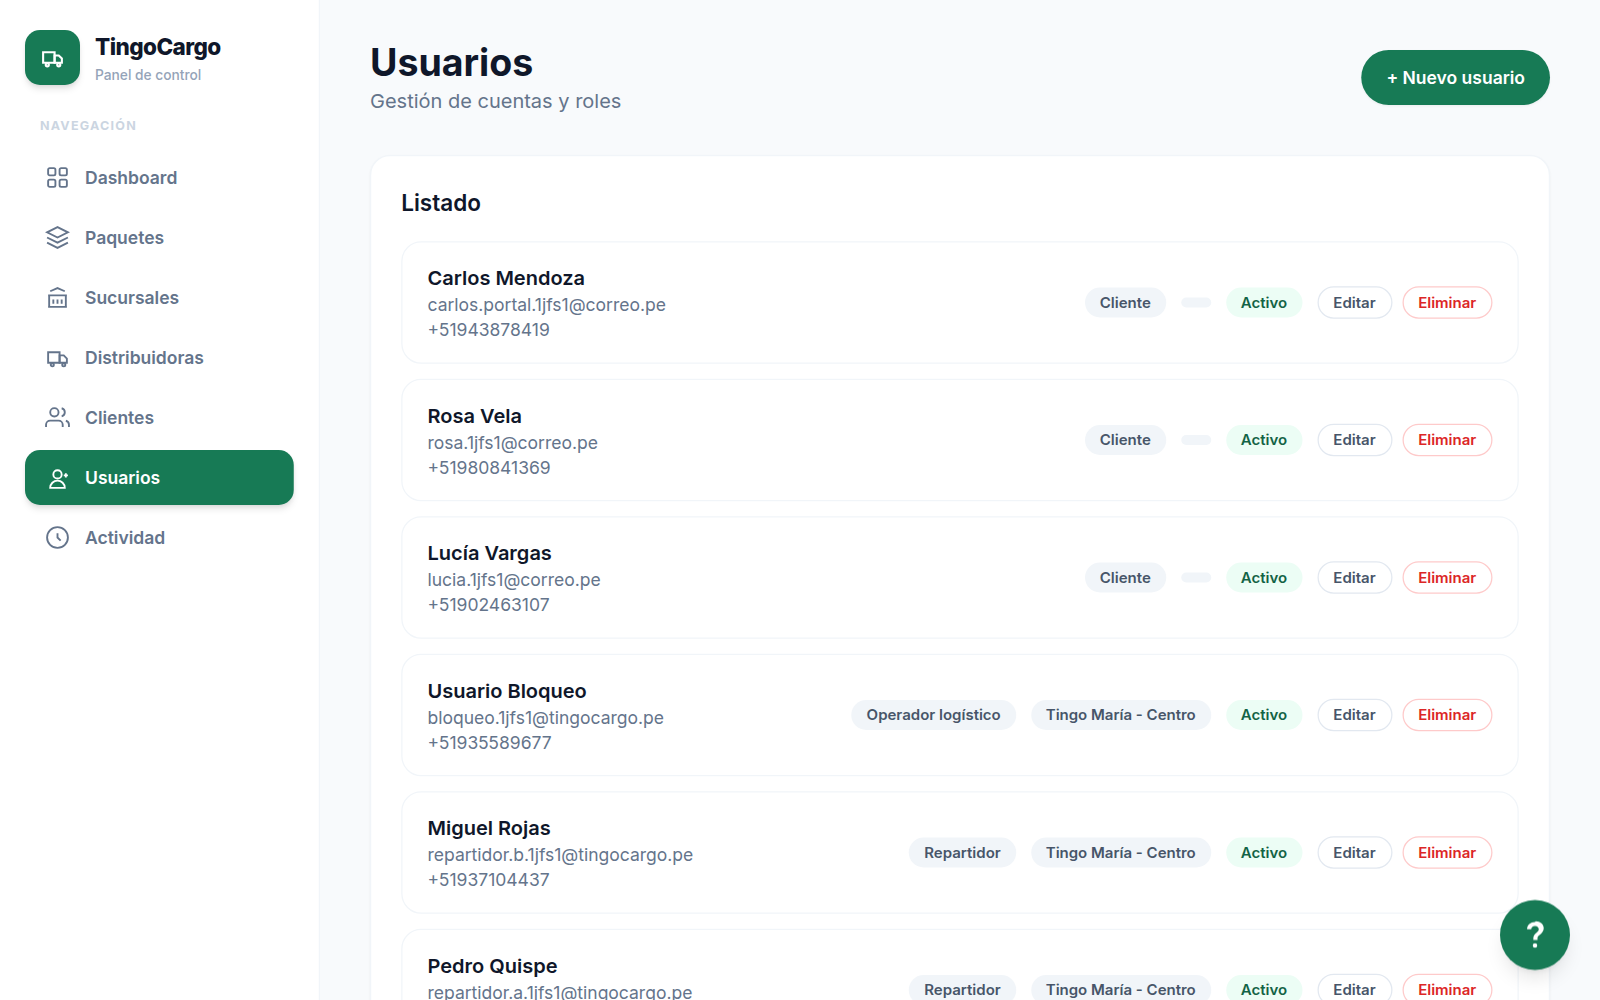 TingoCargo
Panel de control
NAVEGACIÓN
Dashboard
Paquetes
Sucursales
Distribuidoras
Clientes
Usuarios
Actividad
Usuarios
Gestión de cuentas y roles
+ Nuevo usuario
Listado
Carlos Mendoza
carlos.portal.1jfs1@correo.pe
+51943878419
Cliente
Activo
Editar
Eliminar
Rosa Vela
rosa.1jfs1@correo.pe
+51980841369
Cliente
Activo
Editar
Eliminar
Lucía Vargas
lucia.1jfs1@correo.pe
+51902463107
Cliente
Activo
Editar
Eliminar
Usuario Bloqueo
bloqueo.1jfs1@tingocargo.pe
+51935589677
Operador logístico
Tingo María - Centro
Activo
Editar
Eliminar
Miguel Rojas
repartidor.b.1jfs1@tingocargo.pe
+51937104437
Repartidor
Tingo María - Centro
Activo
Editar
Eliminar
Pedro Quispe
repartidor.a.1jfs1@tingocargo.pe
Repartidor
Tingo María - Centro
Activo
Editar
Eliminar
?